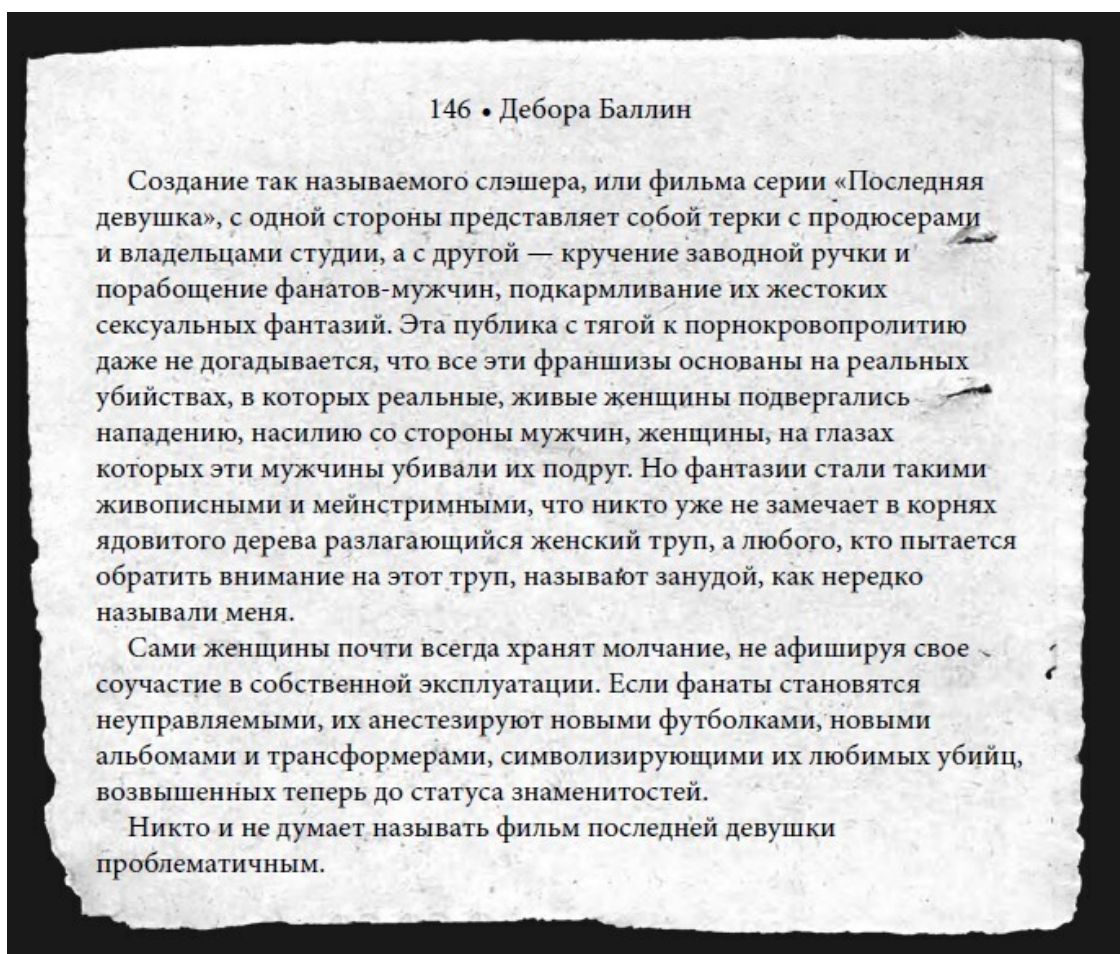 146 • Дебора Баллин
Создание так называемого слэшера, или фильма серии «Последняя
девушка», с одной стороны представляет собой терки с продюсерами
и владельцами студии, а с другой — кручение заводной ручки и
порабощение фанатов-мужчин, подкармливание их жестоких
сексуальных фантазий. Эта публика с тягой к порнокровопролитию
даже не догадывается, что все эти франшизы основаны на реальных
убийствах, в которых реальные, живые женщины подвергались
нападению, насилию со стороны мужчин, женщины, на глазах
которых эти мужчины убивали их подруг. Но фантазии стали такими
живописными и мейнстримными, что никто уже не замечает в корнях
ядовитого дерева разлагающийся женский труп, а любого, кто пытается
обратить внимание на этот труп, называют занудой, как нередко
называли меня.
Сами женщины почти всегда хранят молчание, не афишируя свое
соучастие в собственной эксплуатации. Если фанаты становятся
неуправляемыми, их анестезируют новыми футболками, новыми
альбомами и трансформерами, символизирующими их любимых убийц,
возвышенных теперь до статуса знаменитостей.
Никто и не думает называть фильм последней девушки
проблематичным.